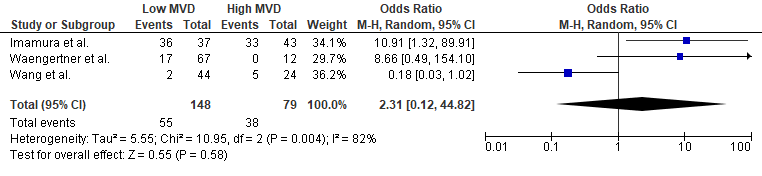 Low MVD High MVD Odds Ratio Odds Ratio
Study or Subgroup Events Total Events Total Weight M-H, Random, 95% CI M-H, Random, 95% CI
Imamura et al. 36 37 33 43 34.1% 10.91 [1.32, 89.91]
Waengertner et al. 17 67 0 12 29.7% 8.66 [0.49, 154.10]
Wang et al. 2 44 5 24 36.2% 0.18 [0.03, 1.02]
Total (95% CI) 148 79 100.0% 2.31 [0.12, 44.82]
Total events 55 38
Heterogeneity: Tau² = 5.55; Chi² = 10.95, df = 2 (P = 0.004); I² = 82%
Test for overall effect: Z = 0.55 (P = 0.58)
0.01 0.1 1 10 100